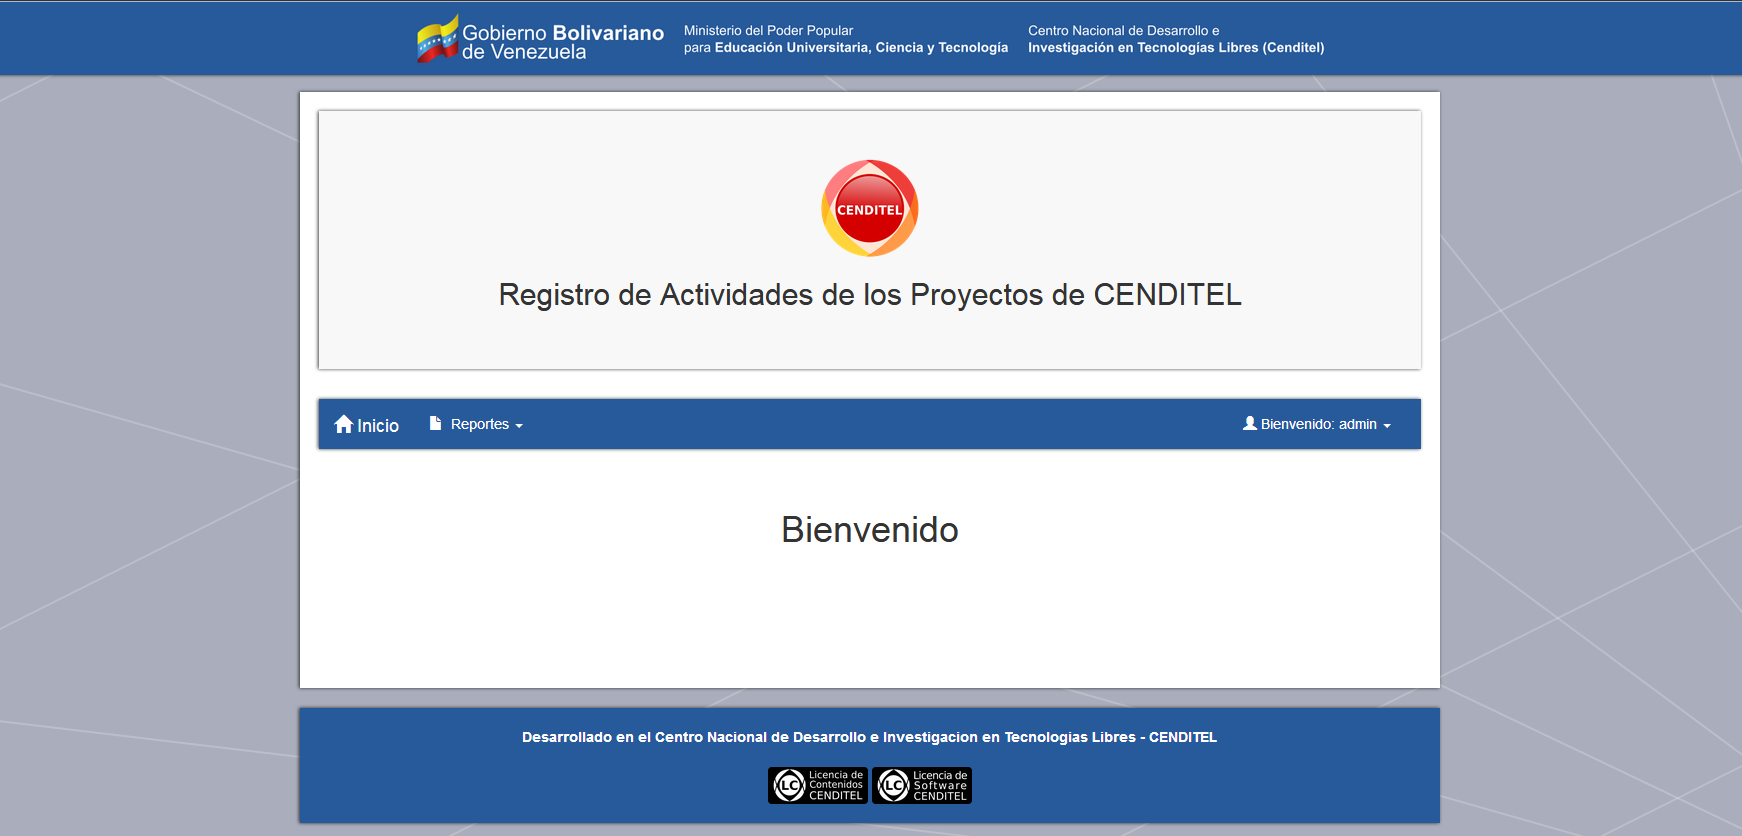 Gobierno Bolivariano
de Venezuela
Ministerio del Poder Popular
para Educación Universitaria, Ciencia y Tecnología
Centro Nacional de Desarrollo e
Investigación en Tecnologías Libres (Cenditel)
CENDITEL
Registro de Actividades de los Proyectos de CENDITEL
Inicio
Reportes
Bienvenido: admin
Bienvenido
Desarrollado en el Centro Nacional de Desarrollo e Investigacion en Tecnologias Libres - CENDITEL
LC
Licencia de
Contenidos
CENDITEL
LC
Licencia de
Software
CENDITEL